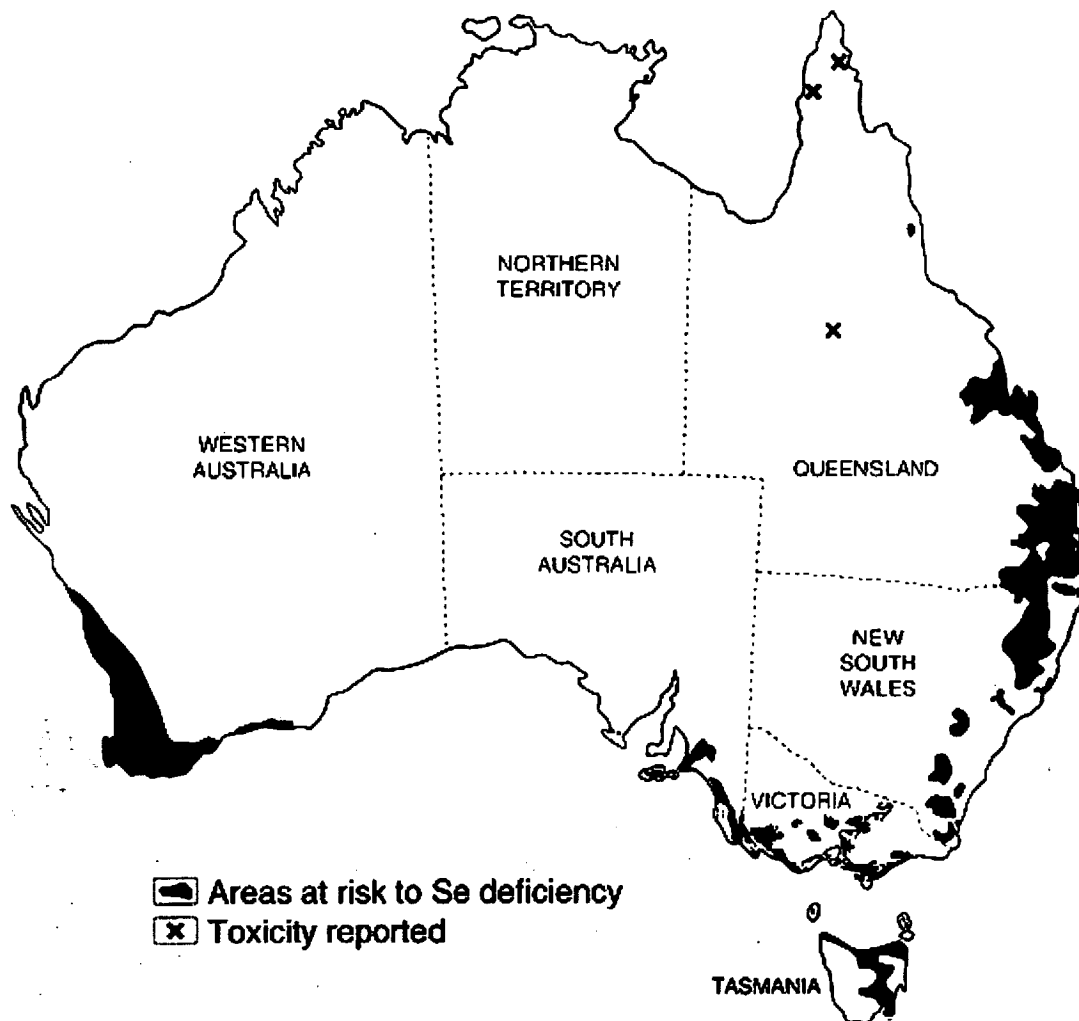 NORTHERN
TERRITORY
WESTERN
AUSTRALIA
QUEENSLAND
SOUTH
AUSTRALIA
NEW
SOUTH
WALES
VICTORIA
Areas at risk to Se deficiency
Toxicity reported
TASMANIA